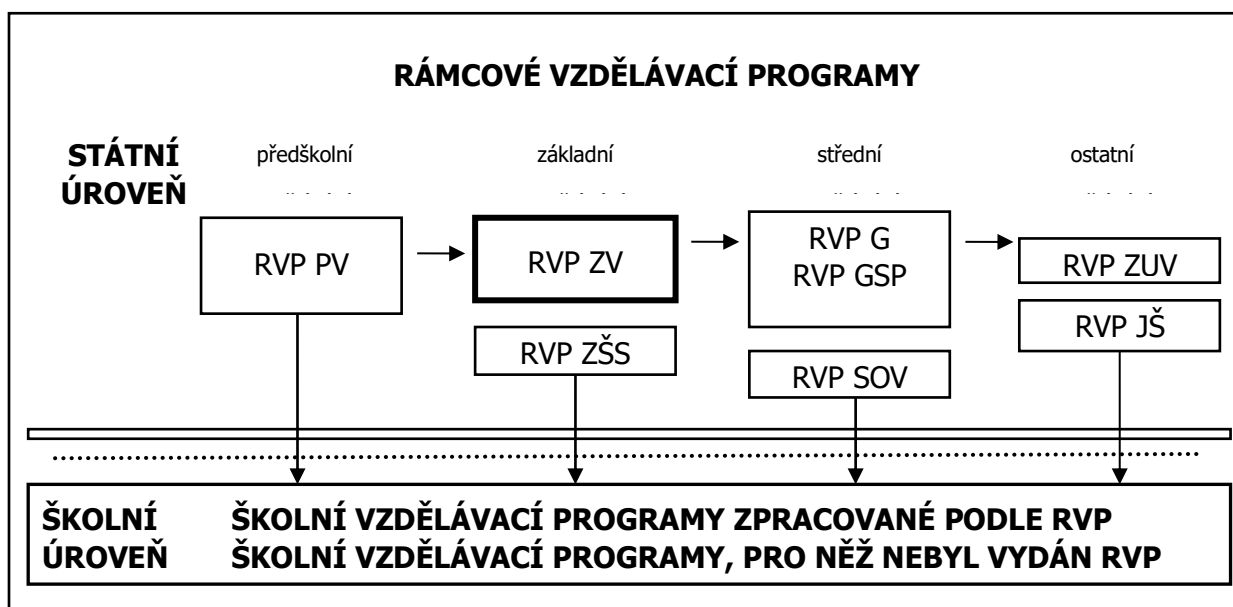 RÁMCOVÉ VZDĚLÁVACÍ PROGRAMY
STÁTNÍ
ÚROVEŇ
předškolní
základní
střední
ostatní
RVP PV
RVP ZV
RVP ZŠS
RVP G
RVP GSP
RVP SOV
RVP ZUV
RVP JŠ
ŠKOLNÍ ŠKOLNÍ VZDĚLÁVACÍ PROGRAMY ZPRACOVANÉ PODLE RVP
ÚROVEŇ ŠKOLNÍ VZDĚLÁVACÍ PROGRAMY, PRO NĚŽ NEBYL VYDÁN RVP